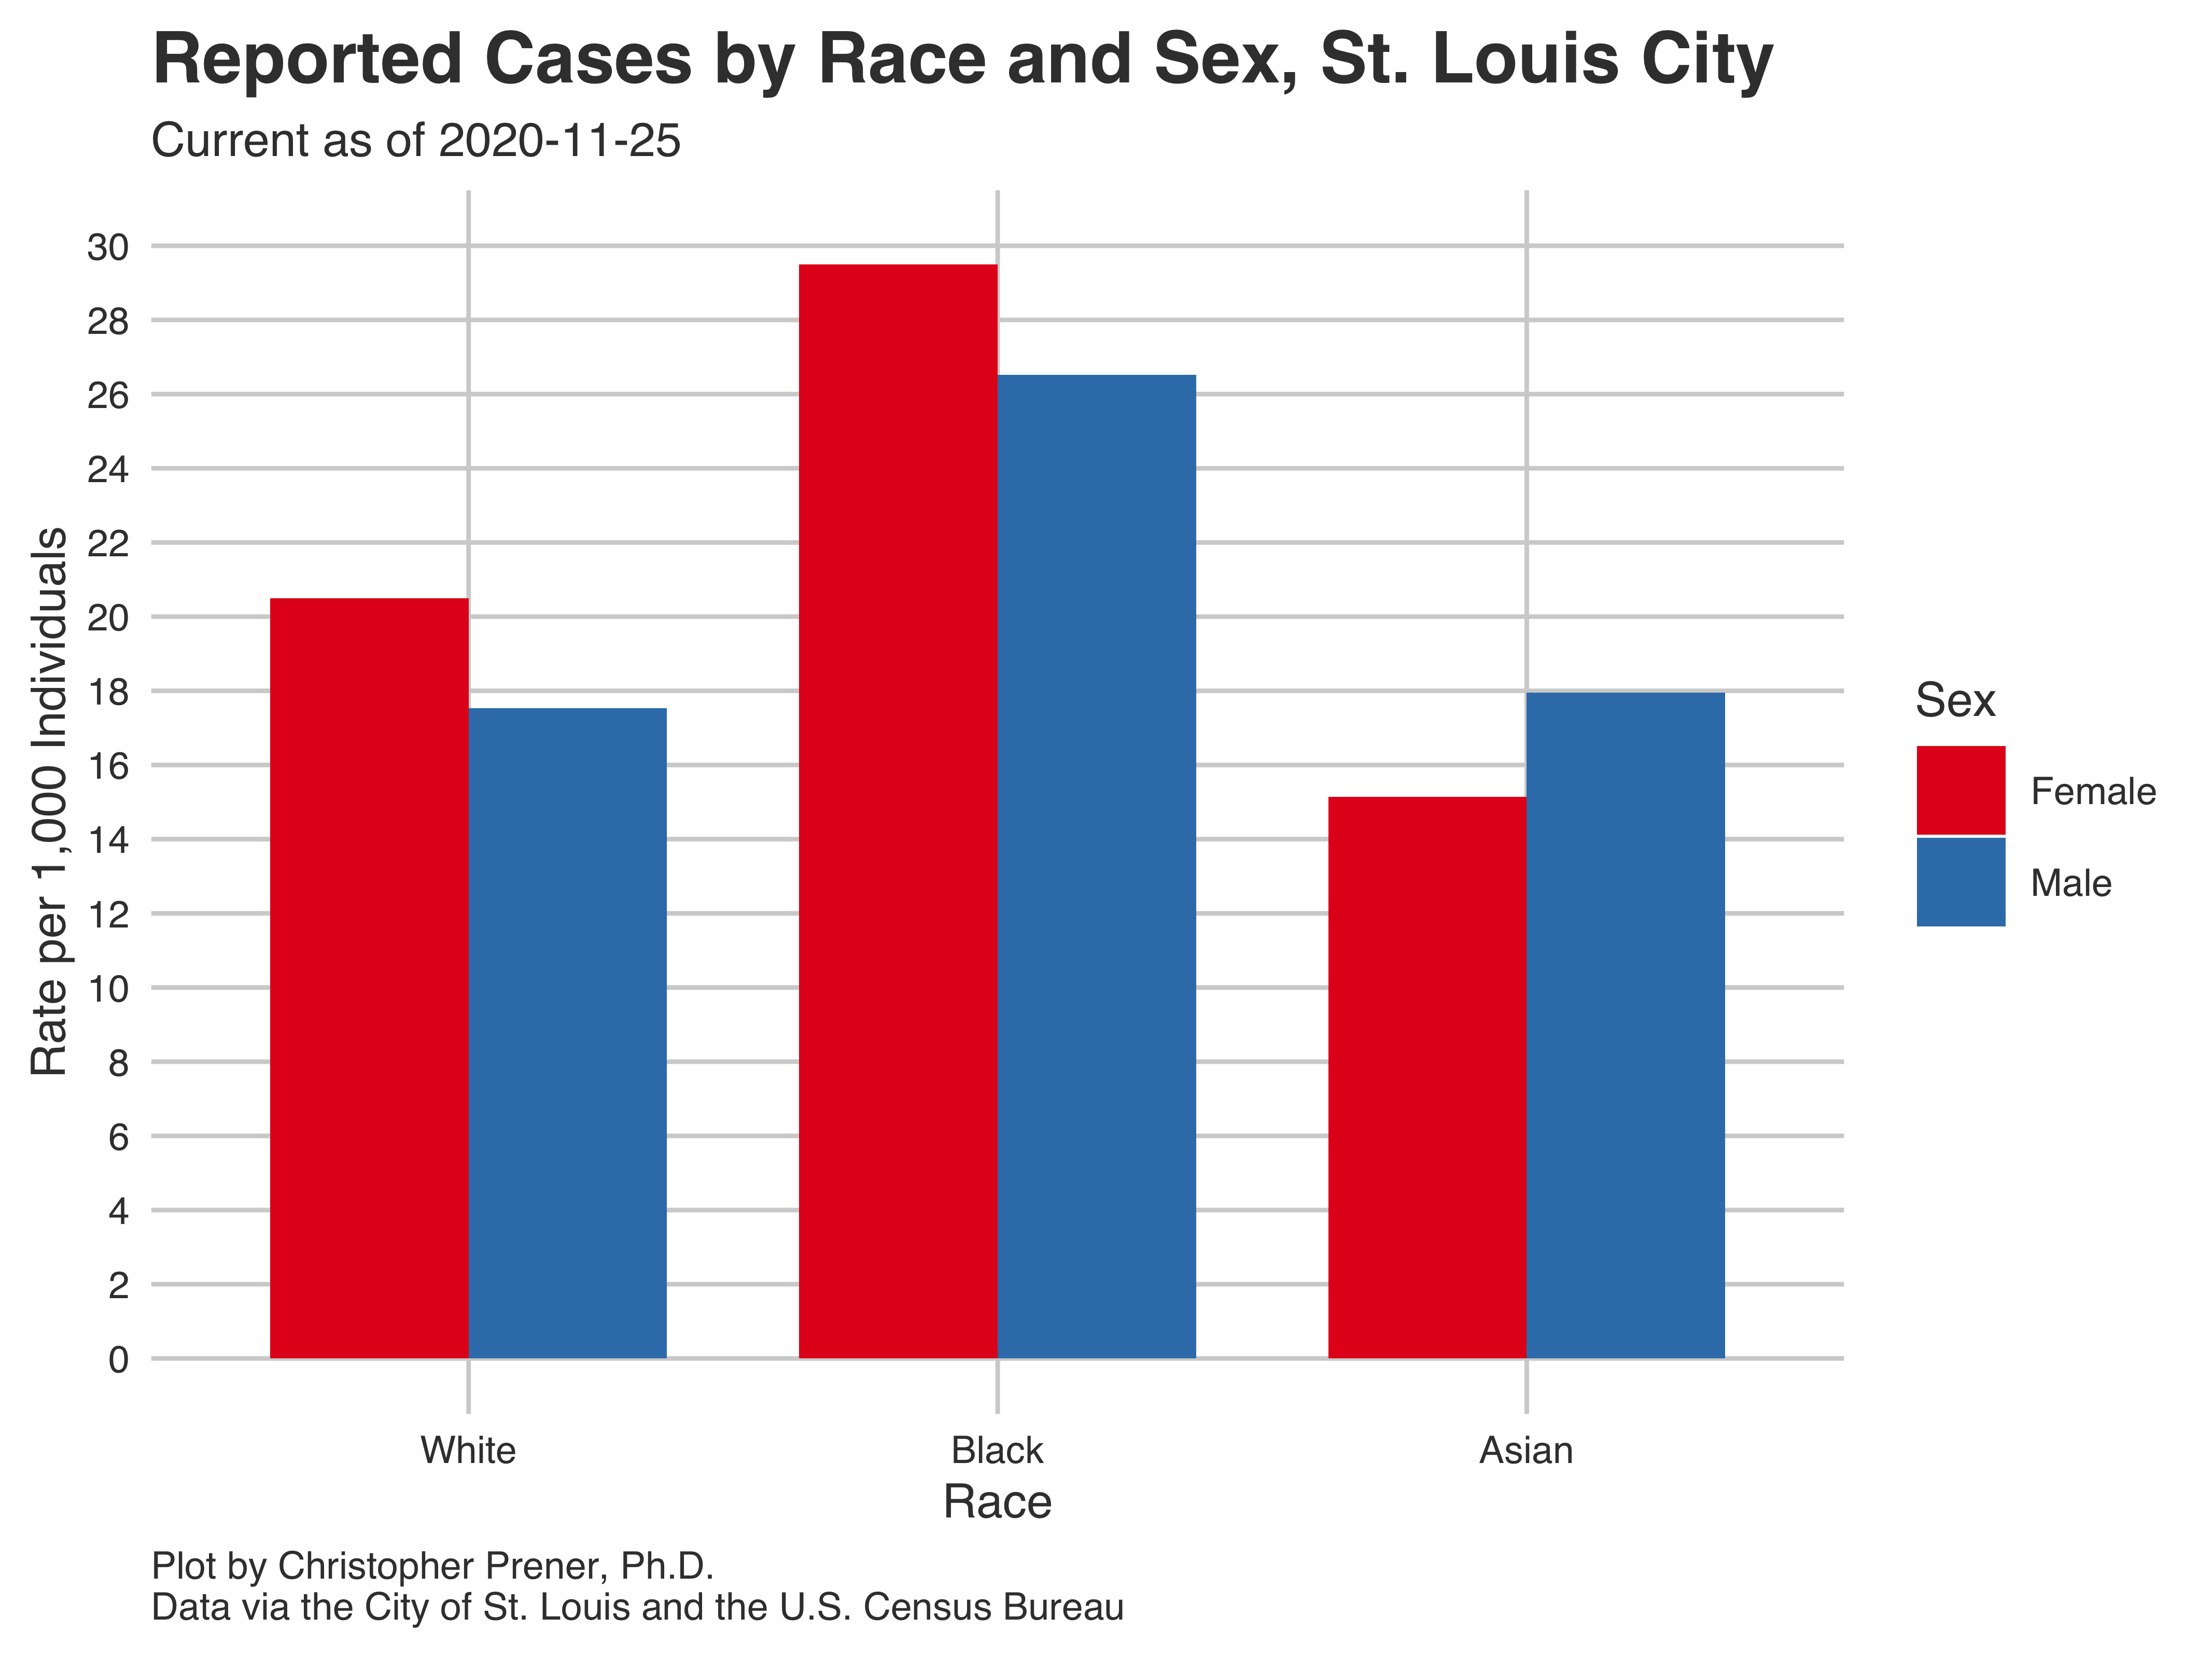 Reported Cases by Race and Sex, St. Louis City
Current as of 2020-11-25
Rate per 1,000 Individuals
30
28
26
24
22
20
18
16
14
12
10
8
6
4
2
0
White
Black
Asian
Race
Sex
Female
Male
Plot by Christopher Prener, Ph.D.
Data via the City of St. Louis and the U.S. Census Bureau